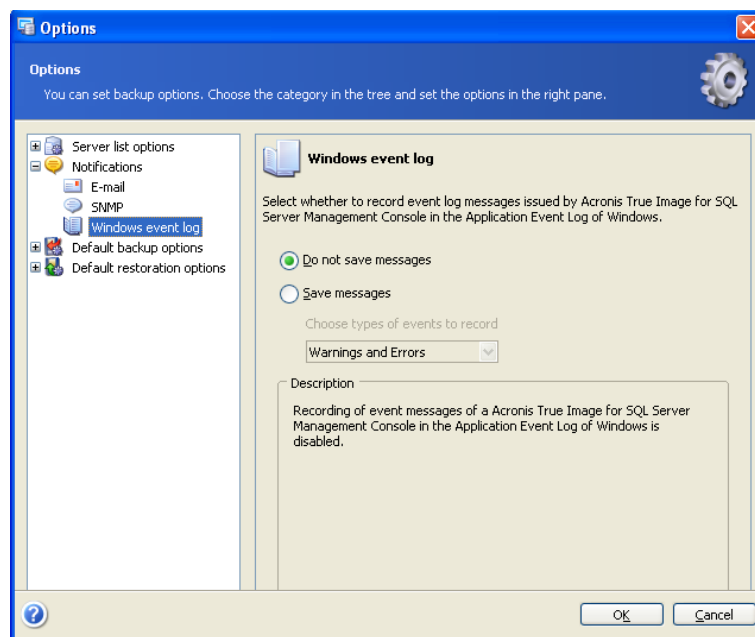 Options
Options
You can set backup options. Choose the category in the tree and set the options in the right pane.
Server list options
Notifications
E-mail
SNMP
Windows event log
Default backup options
Default restoration options
Windows event log
Select whether to record event log messages issued by Acronis True Image for SQL
Server Management Console in the Application Event Log of Windows.
Do not save messages
Save messages
Choose types of events to record
Warnings and Errors
Description
Recording of event messages of a Acronis True Image for SQL Server
Management Console in the Application Event Log of Windows is
disabled.
OK
Cancel